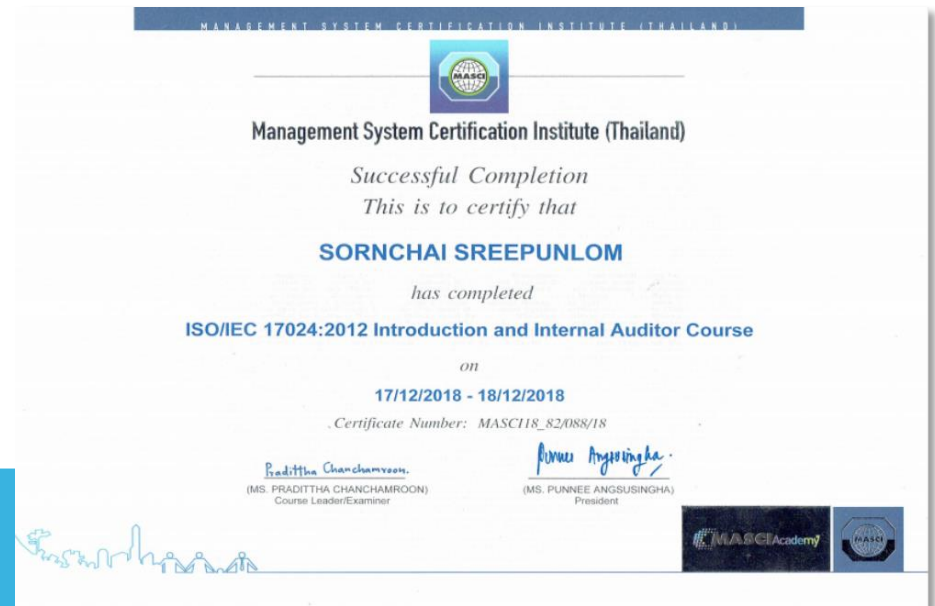 MANAGEMENT SYSTEM CERTIFICATION INSTITUTE (THAILAND)
MASCI
Management System Certification Institute (Thailand)
Successful Completion
This is to certify that
SORNCHAI SREEPUNLOM
has completed
ISO/IEC 17024:2012 Introduction and Internal Auditor Course
on
17/12/2018 - 18/12/2018
Certificate Number: MASCI18_82/088/18
Pradittha Chanchamroon.
Punnee Angsusingha.
(MS. PRADITTHA CHANCHAMROON)
(MS. PUNNEE ANGSUSINGHA)
Course Leader/Examiner
President
MASCI Academy
MASCI